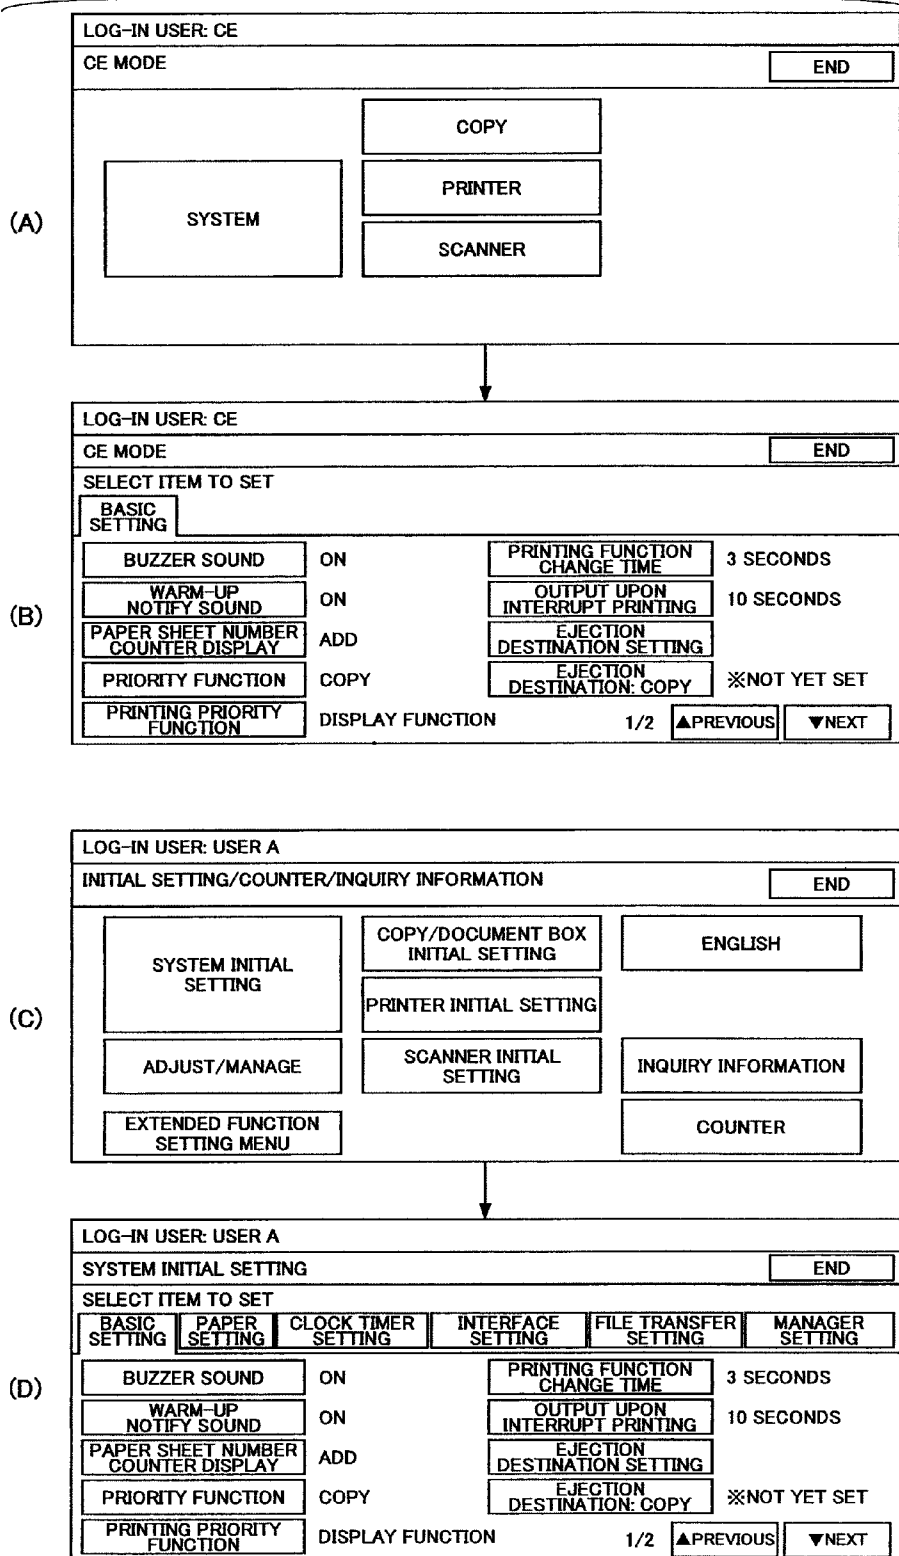 LOG-IN USER: CE
CE MODE
END
COPY
(A)
SYSTEM
PRINTER
SCANNER
LOG-IN USER: CE
CE MODE
END
SELECT ITEM TO SET
BASIC
SETTING
(B)
BUZZER SOUND
ON
PRINTING FUNCTION
CHANGE TIME
3 SECONDS
WARM-UP
NOTIFY SOUND
ON
OUTPUT UPON
INTERRUPT PRINTING
10 SECONDS
PAPER SHEET NUMBER
COUNTER DISPLAY
ADD
EJECTION
DESTINATION SETTING
PRIORITY FUNCTION
COPY
EJECTION
DESTINATION: COPY
※NOT YET SET
PRINTING PRIORITY
FUNCTION
DISPLAY FUNCTION
1/2
▲PREVIOUS
▼NEXT
LOG-IN USER: USER A
INITIAL SETTING/COUNTER/INQUIRY INFORMATION
END
(C)
SYSTEM INITIAL
SETTING
COPY/DOCUMENT BOX
INITIAL SETTING
ENGLISH
PRINTER INITIAL SETTING
ADJUST/MANAGE
SCANNER INITIAL
SETTING
INQUIRY INFORMATION
EXTENDED FUNCTION
SETTING MENU
COUNTER
LOG-IN USER: USER A
SYSTEM INITIAL SETTING
END
SELECT ITEM TO SET
BASIC
SETTING
PAPER
SETTING
CLOCK TIMER
SETTING
INTERFACE
SETTING
FILE TRANSFER
SETTING
MANAGER
SETTING
(D)
BUZZER SOUND
ON
PRINTING FUNCTION
CHANGE TIME
3 SECONDS
WARM-UP
NOTIFY SOUND
ON
OUTPUT UPON
INTERRUPT PRINTING
10 SECONDS
PAPER SHEET NUMBER
COUNTER DISPLAY
ADD
EJECTION
DESTINATION SETTING
PRIORITY FUNCTION
COPY
EJECTION
DESTINATION: COPY
※NOT YET SET
PRINTING PRIORITY
FUNCTION
DISPLAY FUNCTION
1/2
▲PREVIOUS
▼NEXT